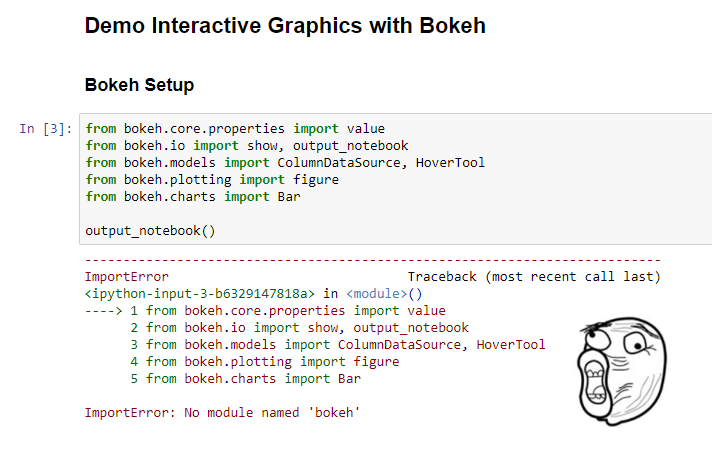 Demo Interactive Graphics with Bokeh
Bokeh Setup
In [3]: from bokeh.core.properties import value
from bokeh.io import show, output_notebook
from bokeh.models import ColumnDataSource, HoverTool
from bokeh.plotting import figure
from bokeh.charts import Bar
output_notebook()
---------------------------------------------------------------------------
ImportError                               Traceback (most recent call last)
<ipython-input-3-b6329147818a> in <module>()
----> 1 from bokeh.core.properties import value
      2 from bokeh.io import show, output_notebook
      3 from bokeh.models import ColumnDataSource, HoverTool
      4 from bokeh.plotting import figure
      5 from bokeh.charts import Bar
ImportError: No module named 'bokeh'